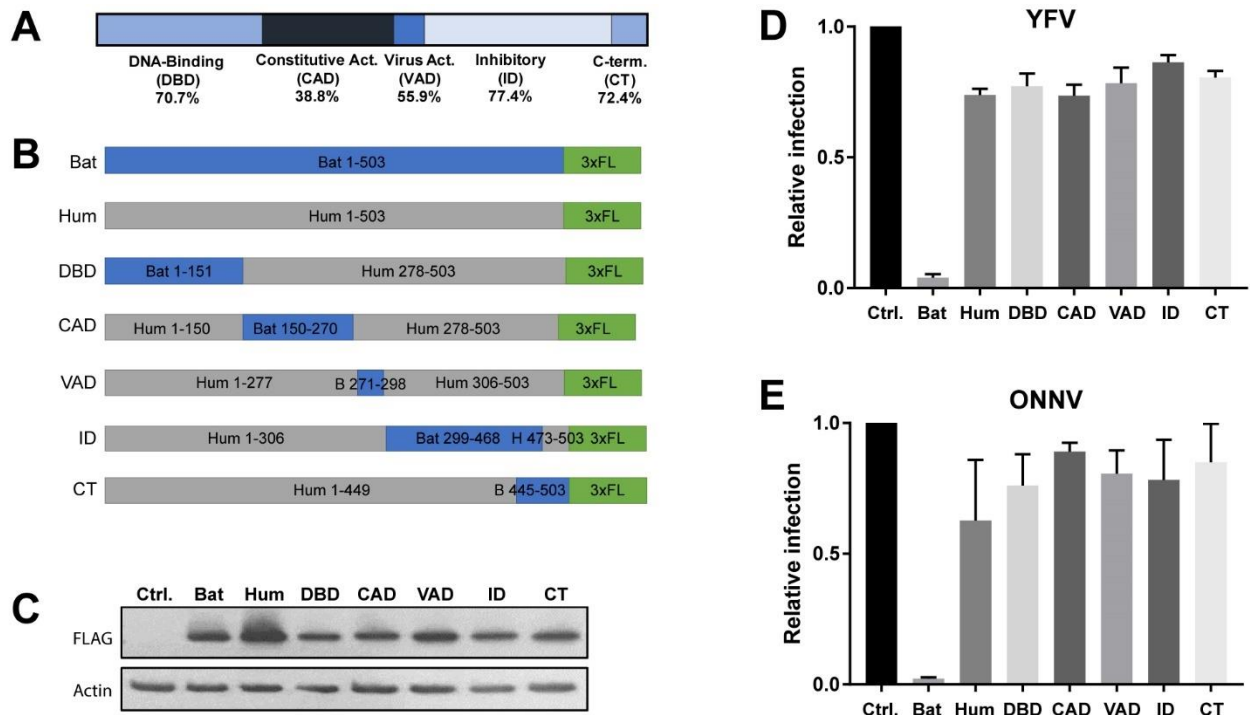 A
DNA-Binding
(DBD)
70.7%
Constitutive Act.
(CAD)
38.8%
Virus Act.
(VAD)
55.9%
Inhibitory
(ID)
77.4%
C-term.
(CT)
72.4%
B
Bat
Bat 1-503
3xFL
Hum
Hum 1-503
3xFL
DBD
Bat 1-151
Hum 278-503
3xFL
CAD
Hum 1-150
Bat 150-270
Hum 278-503
3xFL
VAD
Hum 1-277
B 271-298
Hum 306-503
3xFL
ID
Hum 1-306
Bat 299-468
H 473-503
3xFL
CT
Hum 1-449
B 445-503
3xFL
C
Ctrl. Bat Hum DBD CAD VAD ID CT
FLAG
Actin
D
YFV
Relative infection
1.0
0.5
0.0
Ctrl. Bat Hum DBD CAD VAD ID CT
E
ONNV
Relative infection
1.0
0.5
0.0
Ctrl. Bat Hum DBD CAD VAD ID CT